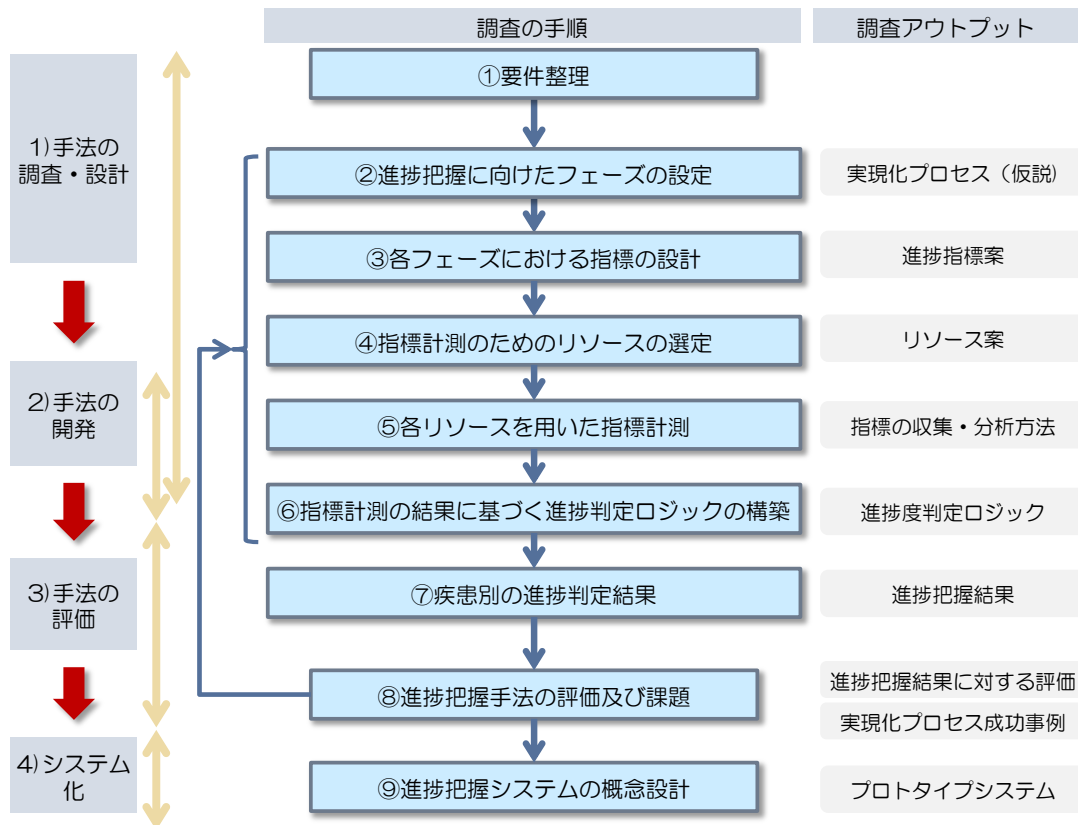 調査の手順
調査アウトプット
①要件整理
1)手法の
調査・設計
②進捗把握に向けたフェーズの設定
実現化プロセス（仮説)
③各フェーズにおける指標の設計
進捗指標案
④指標計測のためのリソースの選定
リソース案
2)手法の
開発
⑤各リソースを用いた指標計測
指標の収集・分析方法
⑥指標計測の結果に基づく進捗判定ロジックの構築
進捗度判定ロジック
3)手法の
評価
⑦疾患別の進捗判定結果
進捗把握結果
⑧進捗把握手法の評価及び課題
進捗把握結果に対する評価
実現化プロセス成功事例
4)システム
化
⑨進捗把握システムの概念設計
プロトタイプシステム